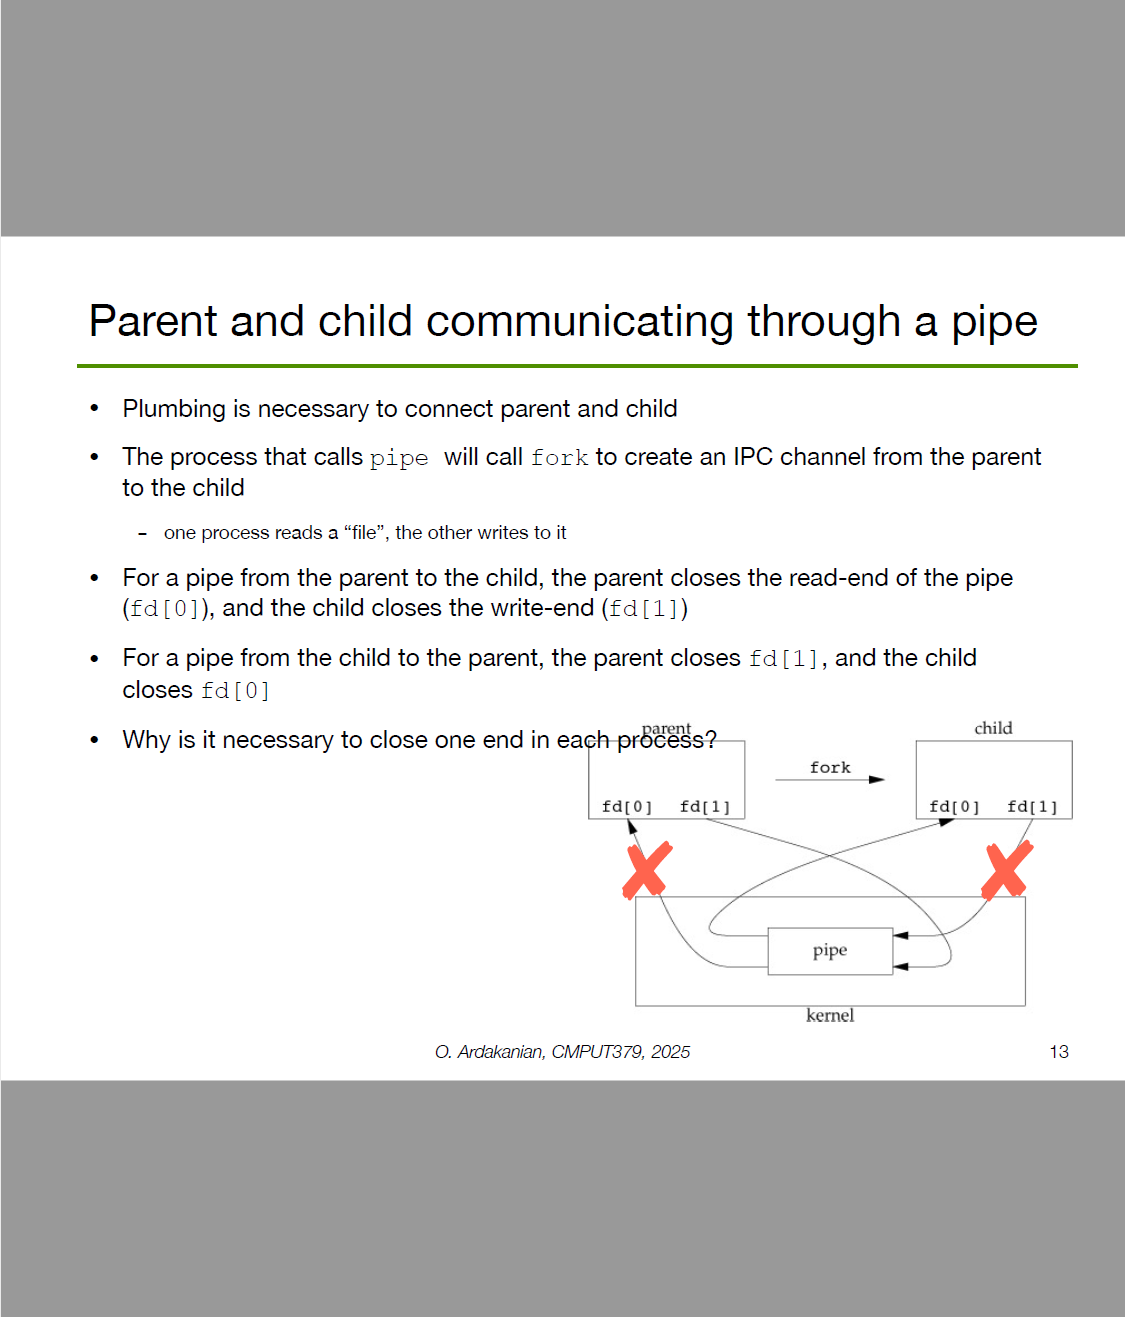 Parent and child communicating through a pipe
• Plumbing is necessary to connect parent and child
• The process that calls pipe will call fork to create an IPC channel from the parent
to the child
- one process reads a “file”, the other writes to it
• For a pipe from the parent to the child, the parent closes the read-end of the pipe
(fd[0]), and the child closes the write-end (fd[1])
• For a pipe from the child to the parent, the parent closes fd[1], and the child
closes fd[0]
• Why is it necessary to close one end in each process?
parent
child
fork
fd[0] fd[1]
fd[0] fd[1]
pipe
kernel
O. Ardakanian, CMPUT379, 2025
13